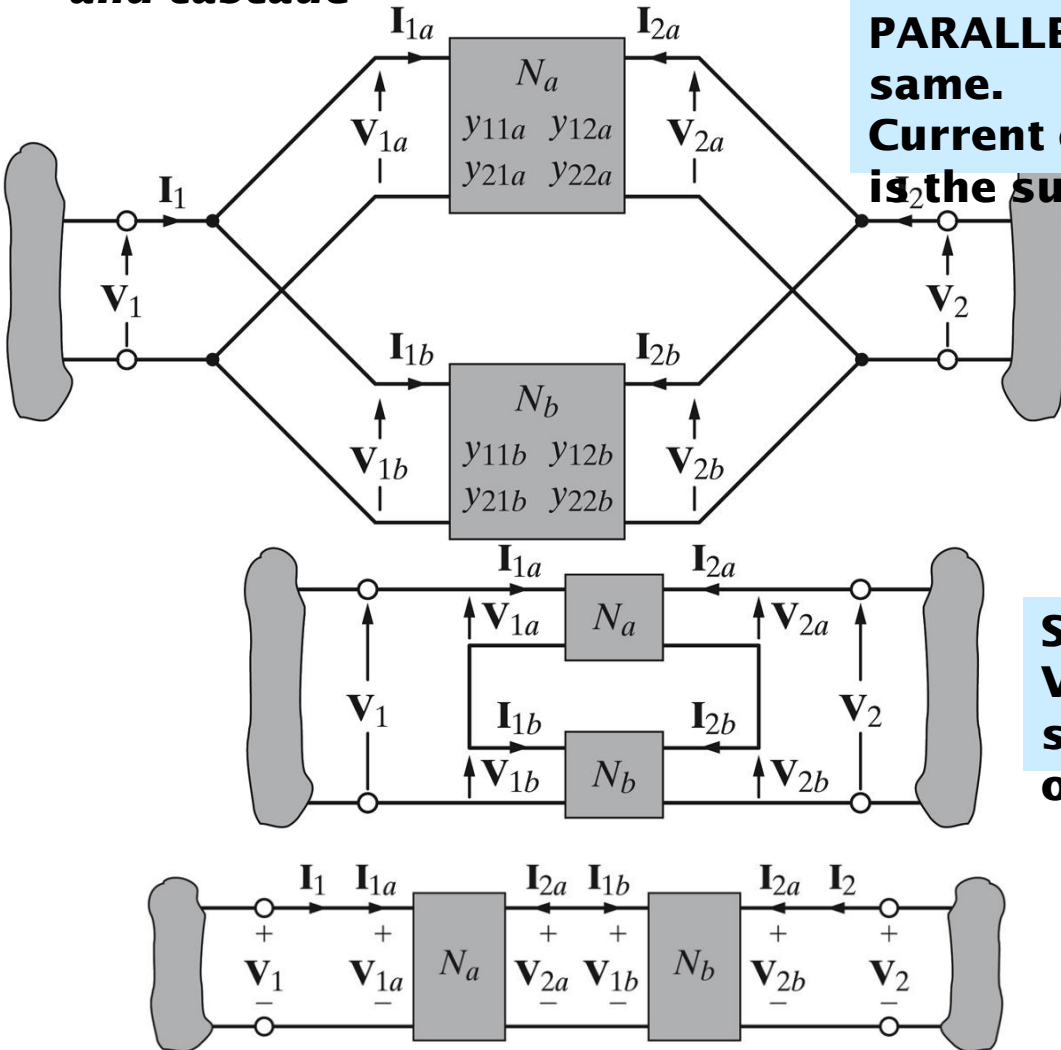 and cascade
PARALLE
same.
Current
is the su
I1a
I2a
Na
y11a y12a
y21a y22a
V1a
V2a
I1
I2
V1
V2
I1b
I2b
Nb
y11b y12b
y21b y22b
V1b
V2b
I1a
I2a
V1a
Na
V2a
V1
V2
I1b
I2b
V1b
Nb
V2b
S
V
s
o
I1 I1a I2a I1b I2a I2
+ + + + + +
V1 V1a Na V2a V1b Nb V2b V2
− − − − − −